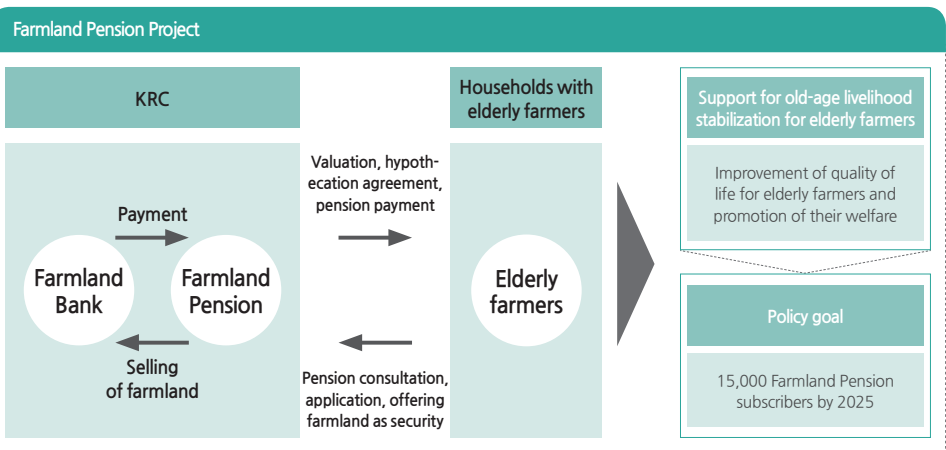 Farmland Pension Project
KRC
Payment
Farmland
Bank
Farmland
Pension
Selling
of farmland
Valuation, hypoth-
ecation agreement,
pension payment
Pension consultation,
application, offering
farmland as security
Households with
elderly farmers
Elderly
farmers
Support for old-age livelihood
stabilization for elderly farmers
Improvement of quality of
life for elderly farmers and
promotion of their welfare
Policy goal
15,000 Farmland Pension
subscribers by 2025